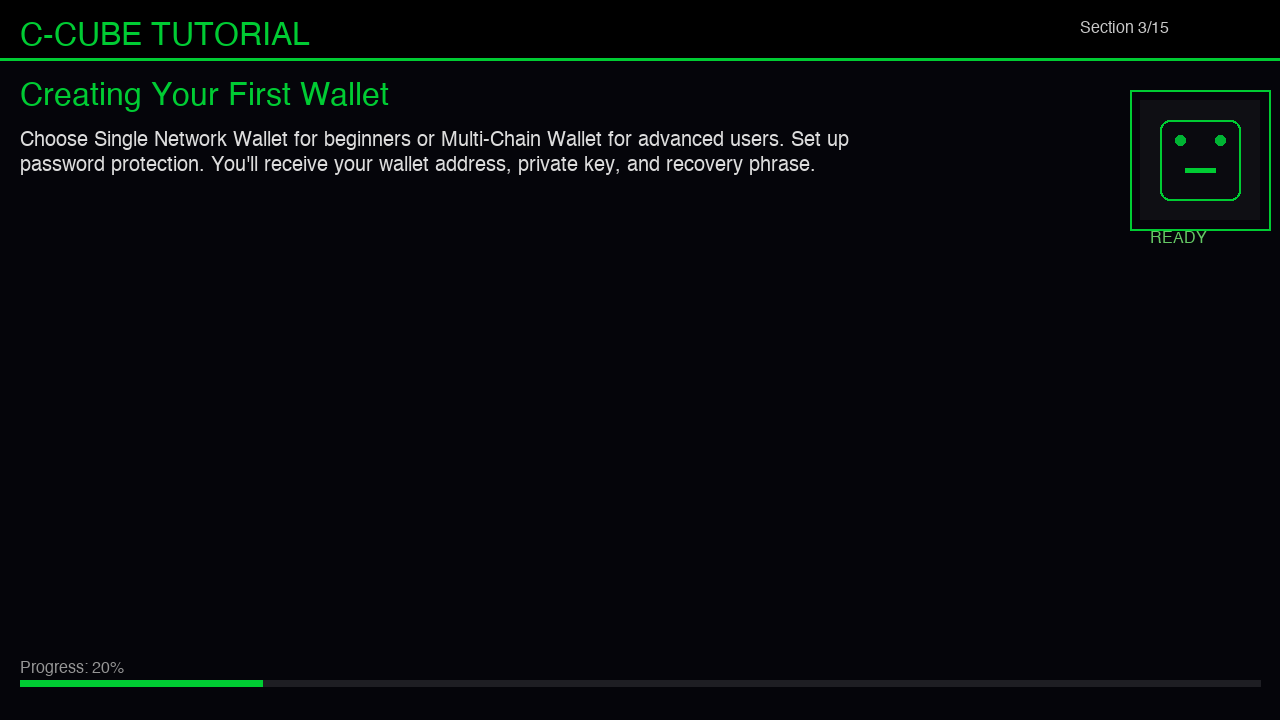 C-CUBE TUTORIAL
Section 3/15
Creating Your First Wallet
Choose Single Network Wallet for beginners or Multi-Chain Wallet for advanced users. Set up
password protection. You'll receive your wallet address, private key, and recovery phrase.
READY
Progress: 20%